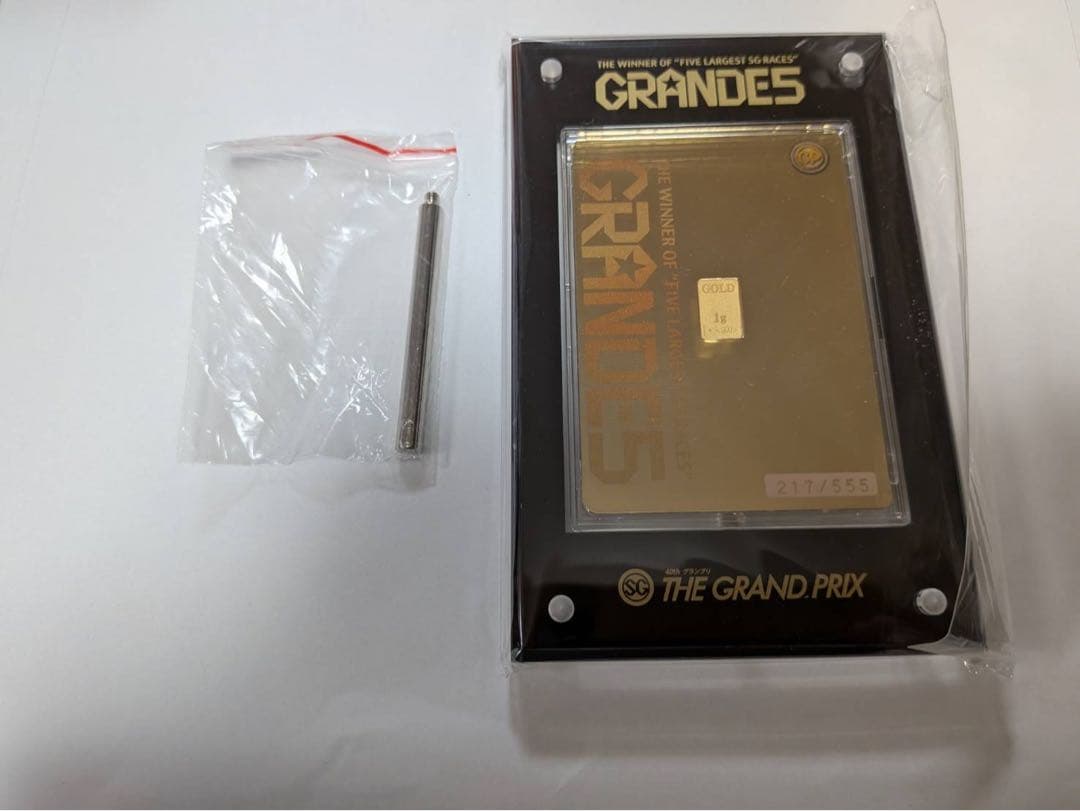 THE WINNER OF "FIVE LARGEST SG RACES"
GRANDE5
THE WINNER OF "FIVE LARGEST RACES"
GRANDE5
GOLD
1g
217/555
40th グランプリ
SG THE GRAND PRIX